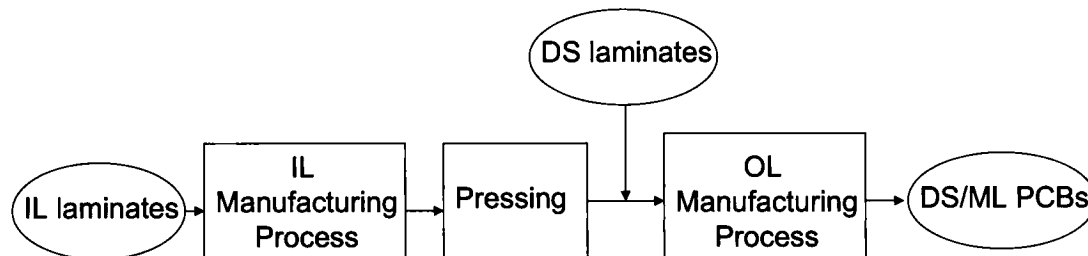 DS laminates
IL laminates
IL
Manufacturing
Process
Pressing
OL
Manufacturing
Process
DS/ML PCBs